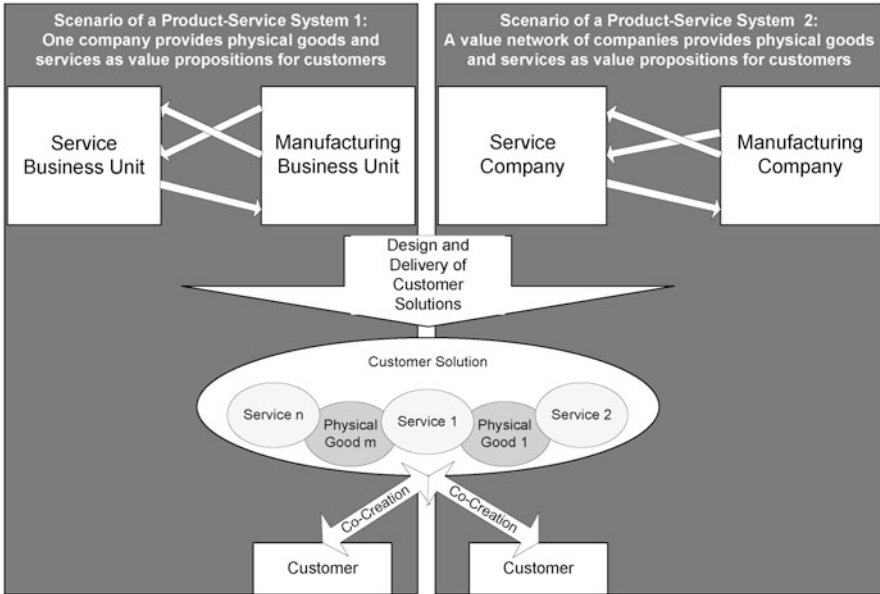 Scenario of a Product-Service System 1:
One company provides physical goods and
services as value propositions for customers
Scenario of a Product-Service System 2:
A value network of companies provides physical goods
and services as value propositions for customers
Service
Business Unit
Manufacturing
Business Unit
Service
Company
Manufacturing
Company
Design and
Delivery of
Customer
Solutions
Customer Solution
Service n
Physical
Good m
Service 1
Physical
Good 1
Service 2
Co-Creation
Co-Creation
Customer
Customer